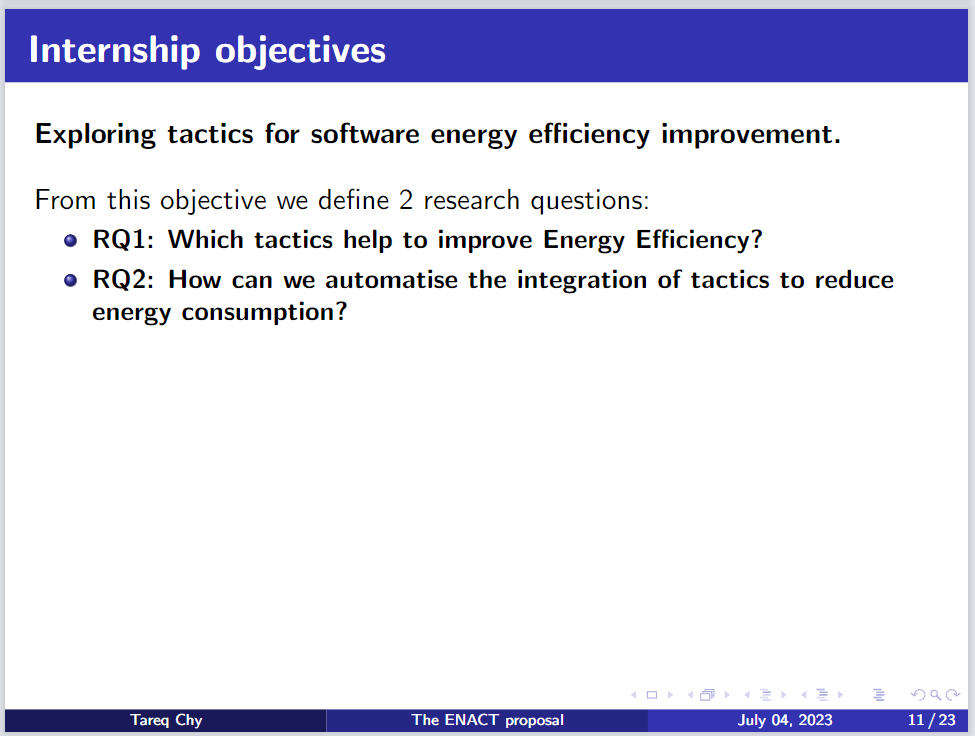 Internship objectives
Exploring tactics for software energy efficiency improvement.
From this objective we define 2 research questions:
RQ1: Which tactics help to improve Energy Efficiency?
RQ2: How can we automatise the integration of tactics to reduce
energy consumption?
Tareq Chy The ENACT proposal July 04, 2023 11 / 23